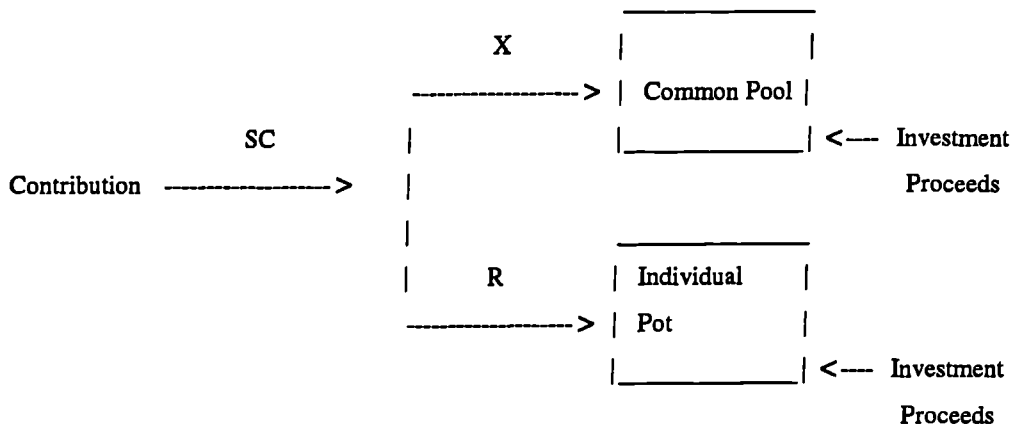 X
Common Pool
SC
Investment
Proceeds
Contribution
R
Individual
Pot
Investment
Proceeds